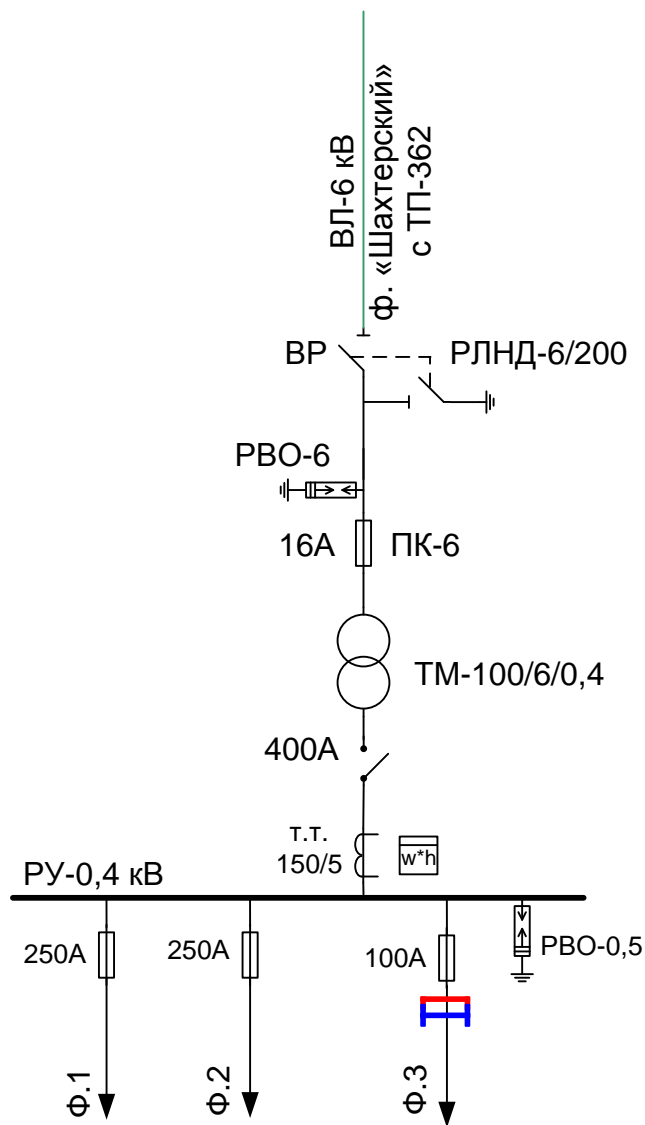 ВЛ-6 кВ
ф. «Шахтерский»
с ТП-362
ВР
РЛНД-6/200
РВО-6
16А
ПК-6
ТМ-100/6/0,4
400А
т.т.
150/5
w*h
РУ-0,4 кВ
250А
250А
100А
РВО-0,5
Ф.1
Ф.2
Ф.3